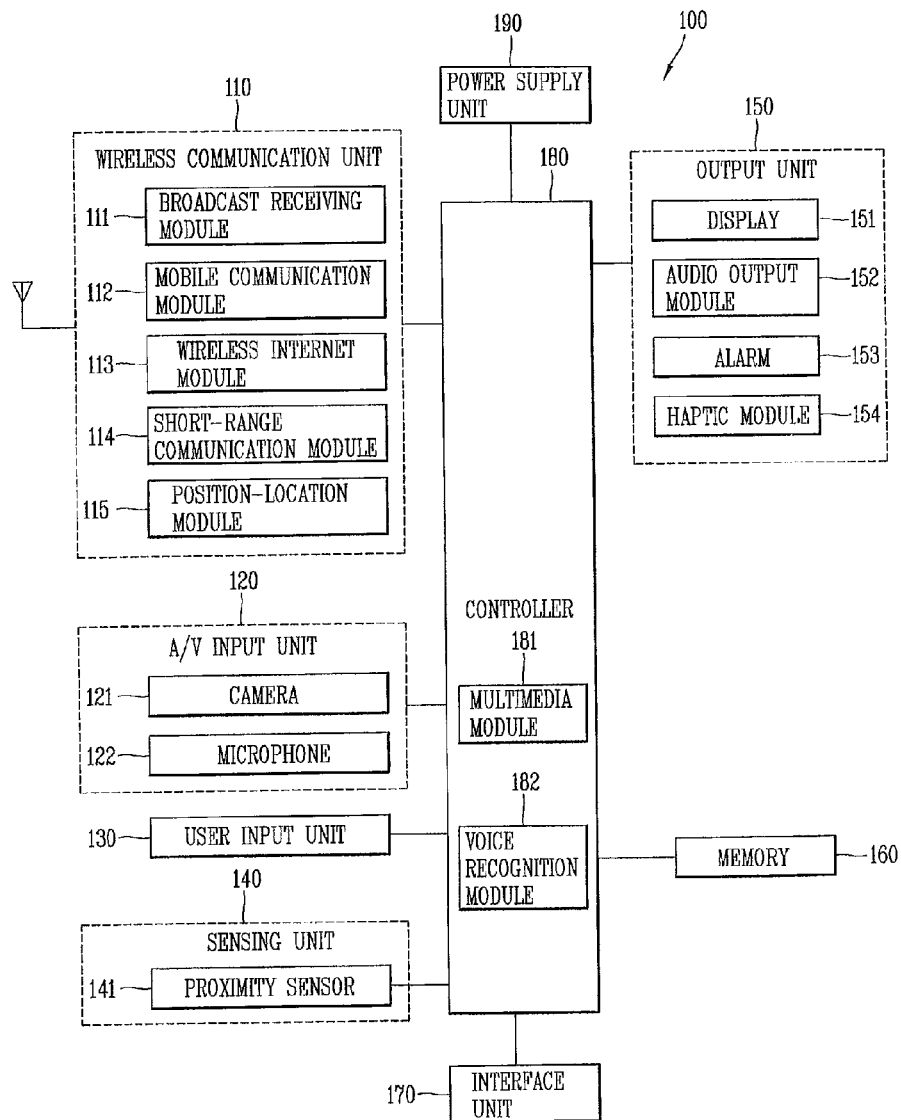 100
190
POWER SUPPLY
UNIT
110
WIRELESS COMMUNICATION UNIT
111
BROADCAST RECEIVING
MODULE
112
MOBILE COMMUNICATION
MODULE
113
WIRELESS INTERNET
MODULE
114
SHORT-RANGE
COMMUNICATION MODULE
115
POSITION-LOCATION
MODULE
180
150
OUTPUT UNIT
DISPLAY
151
AUDIO OUTPUT
MODULE
152
ALARM
153
HAPTIC MODULE
154
120
A/V INPUT UNIT
121
CAMERA
122
MICROPHONE
130
USER INPUT UNIT
140
SENSING UNIT
141
PROXIMITY SENSOR
CONTROLLER
181
MULTIMEDIA
MODULE
182
VOICE
RECOGNITION
MODULE
MEMORY
160
170
INTERFACE
UNIT